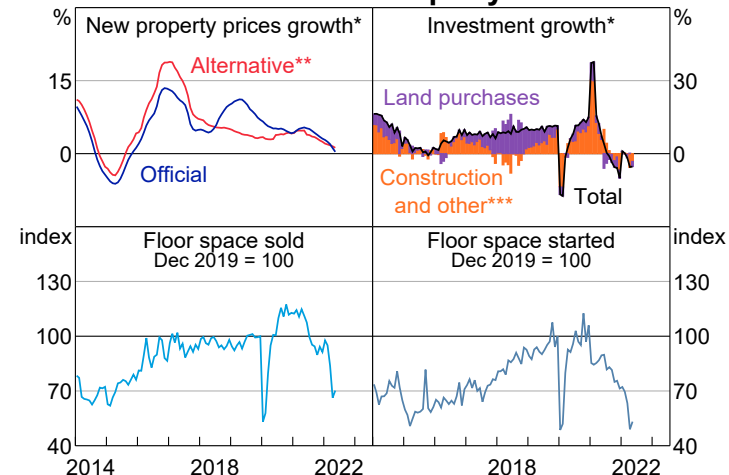 %
New property prices growth*
Investment growth*
%
Alternative**
15
Land purchases
30
0
0
Official
Construction
and other***
Total
index
Floor space sold
Dec 2019 = 100
Floor space started
Dec 2019 = 100
index
130
130
100
100
70
70
40
40
2014
2018
2022
2018
2022